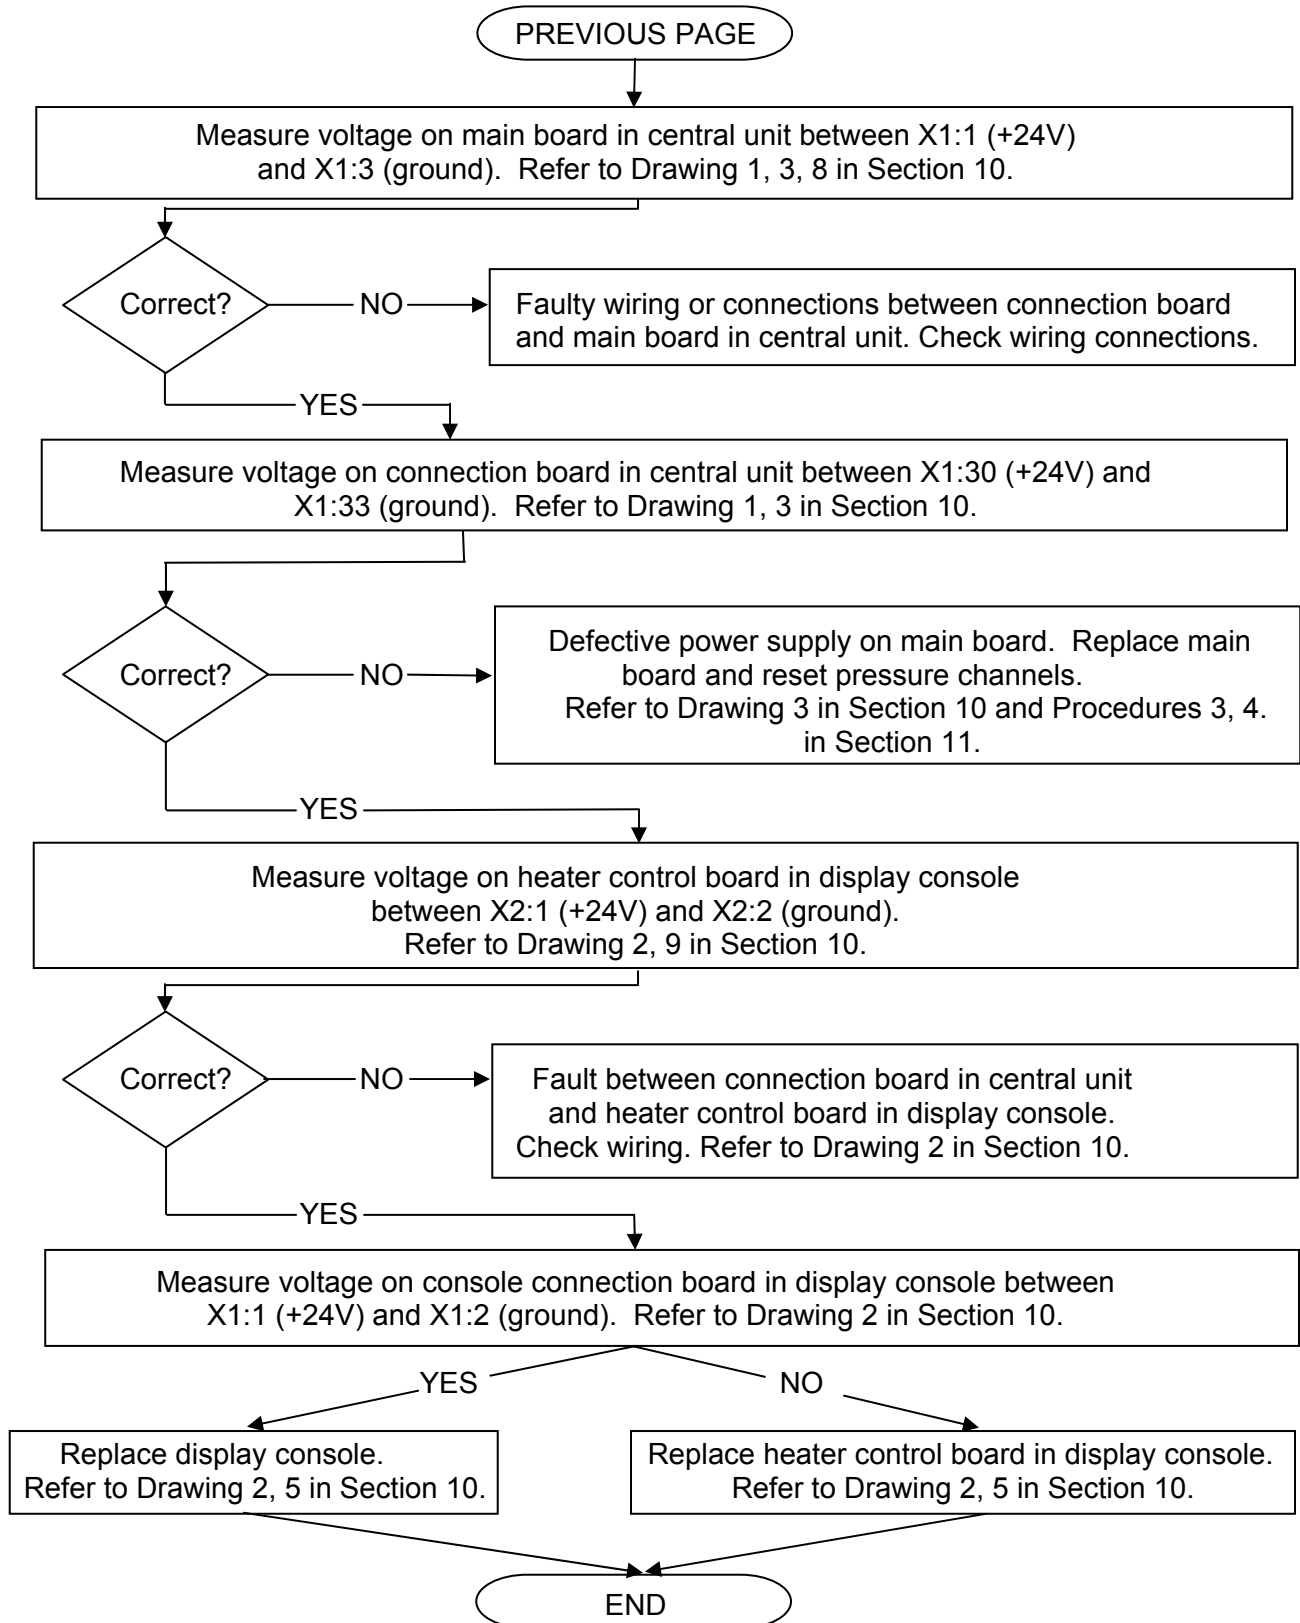 PREVIOUS PAGE
Measure voltage on main board in central unit between X1:1 (+24V)
and X1:3 (ground).  Refer to Drawing 1, 3, 8 in Section 10.
Correct?
NO
Faulty wiring or connections between connection board
and main board in central unit. Check wiring connections.
YES
Measure voltage on connection board in central unit between X1:30 (+24V) and
X1:33 (ground).  Refer to Drawing 1, 3 in Section 10.
Correct?
NO
Defective power supply on main board.  Replace main
board and reset pressure channels.
Refer to Drawing 3 in Section 10 and Procedures 3, 4.
in Section 11.
YES
Measure voltage on heater control board in display console
between X2:1 (+24V) and X2:2 (ground).
Refer to Drawing 2, 9 in Section 10.
Correct?
NO
Fault between connection board in central unit
and heater control board in display console.
Check wiring. Refer to Drawing 2 in Section 10.
YES
Measure voltage on console connection board in display console between
X1:1 (+24V) and X1:2 (ground).  Refer to Drawing 2 in Section 10.
YES
NO
Replace display console.
Refer to Drawing 2, 5 in Section 10.
Replace heater control board in display console.
Refer to Drawing 2, 5 in Section 10.
END